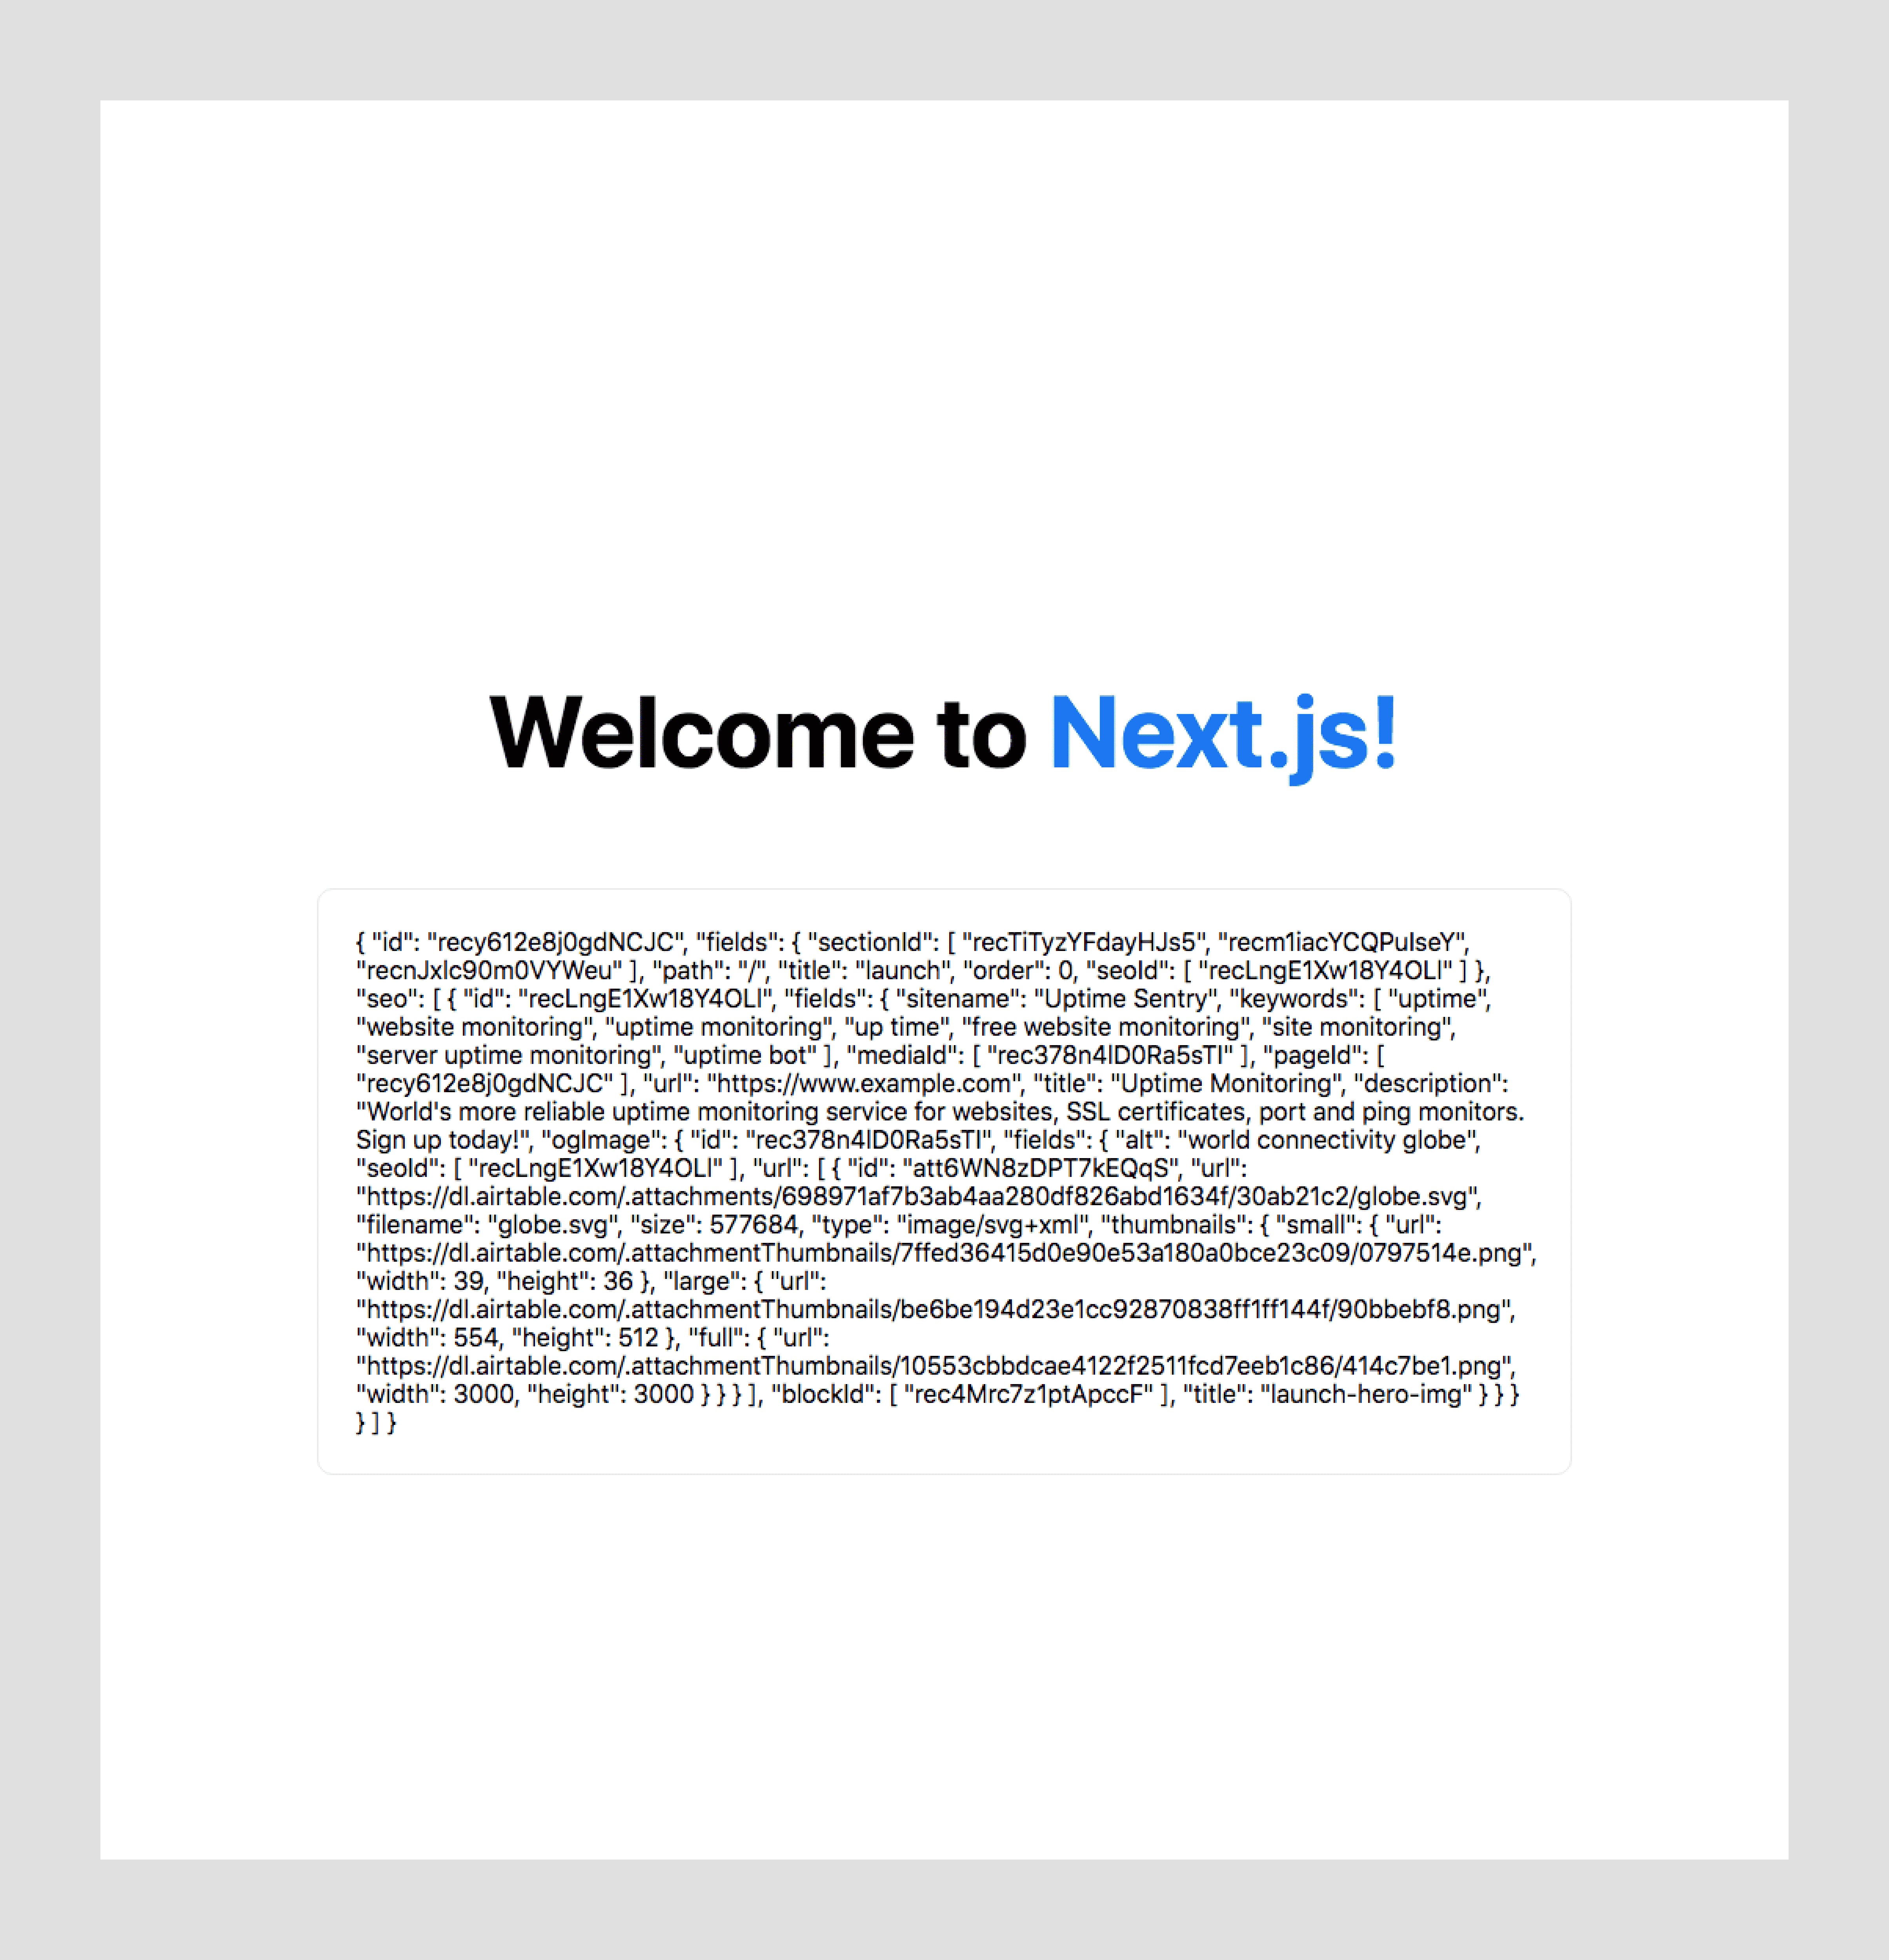 Welcome to Next.js!
{ "id": "recy612e8j0gdNCJC", "fields": { "sectionId": [ "recTiTyzYFdayHJs5", "recm1iacYCQPuIseY",
"recnJxlc90m0VYWeu" ], "path": "/", "title": "launch", "order": 0, "seoId": [ "recLngE1Xw18Y4OLl" ] },
"seo": [ { "id": "recLngE1Xw18Y4OLl", "fields": { "sitename": "Uptime Sentry", "keywords": [ "uptime",
"website monitoring", "uptime monitoring", "up time", "free website monitoring", "site monitoring",
"server uptime monitoring", "uptime bot" ], "mediaId": [ "rec378n4lD0Ra5sTI" ], "pageId": [
"recy612e8j0gdNCJC" ], "url": "https://www.example.com", "title": "Uptime Monitoring", "description":
"World's more reliable uptime monitoring service for websites, SSL certificates, port and ping monitors.
Sign up today!", "ogImage": { "id": "rec378n4lD0Ra5sTI", "fields": { "alt": "world connectivity globe",
"seoId": [ "recLngE1Xw18Y4OLl" ], "url": [ { "id": "att6WN8zDPT7kEQqS", "url":
"https://dl.airtable.com/.attachments/698971af7b3ab4aa280df826abd1634f/30ab21c2/globe.svg",
"filename": "globe.svg", "size": 577684, "type": "image/svg+xml", "thumbnails": { "small": { "url":
"https://dl.airtable.com/.attachmentThumbnails/7ffed36415d0e90e53a180a0bce23c09/0797514e.png",
"width": 39, "height": 36 }, "large": { "url":
"https://dl.airtable.com/.attachmentThumbnails/be6be194d23e1cc92870838ff1ff144f/90bbebf8.png",
"width": 554, "height": 512 }, "full": { "url":
"https://dl.airtable.com/.attachmentThumbnails/10553cbbdcae4122f2511fcd7eeb1c86/414c7be1.png",
"width": 3000, "height": 3000 } } } ], "blockId": [ "rec4Mrc7z1ptApccF" ], "title": "launch-hero-img" } } }
} ] }